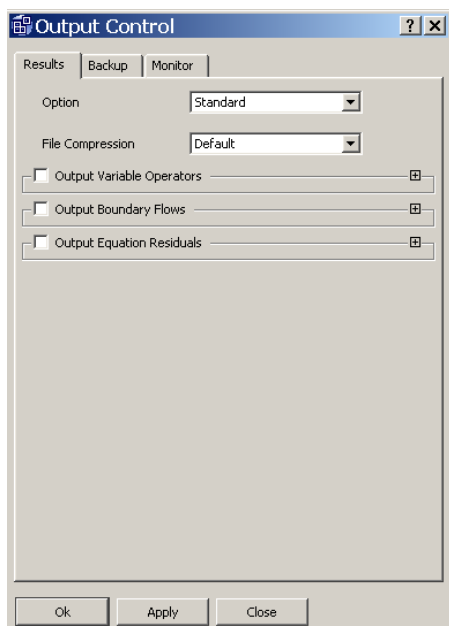 Output Control
Results Backup Monitor
Option Standard
File Compression Default
Output Variable Operators
Output Boundary Flows
Output Equation Residuals
Ok Apply Close